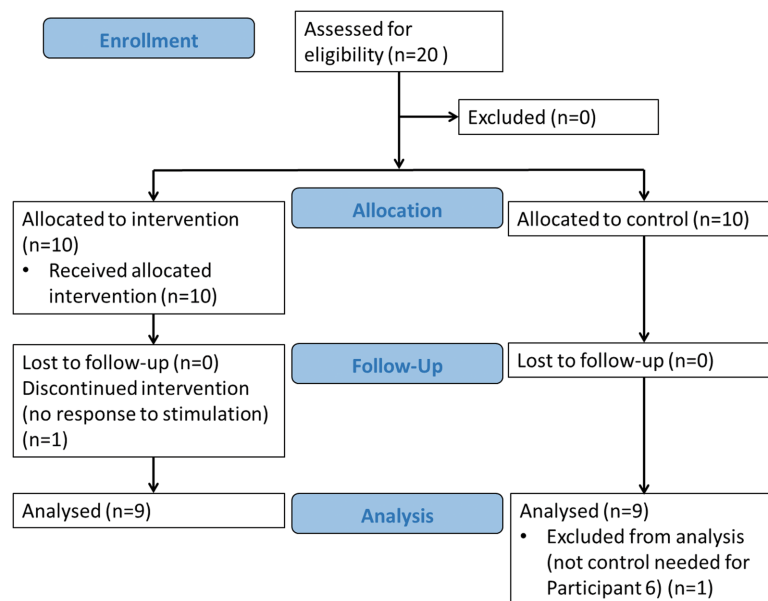 Enrollment
Assessed for
eligibility (n=20 )
Excluded (n=0)
Allocation
Allocated to intervention
(n=10)
• Received allocated
intervention (n=10)
Allocated to control (n=10)
Follow-Up
Lost to follow-up (n=0)
Discontinued intervention
(no response to stimulation)
(n=1)
Lost to follow-up (n=0)
Analysis
Analysed (n=9)
Analysed (n=9)
• Excluded from analysis
(not control needed for
Participant 6) (n=1)